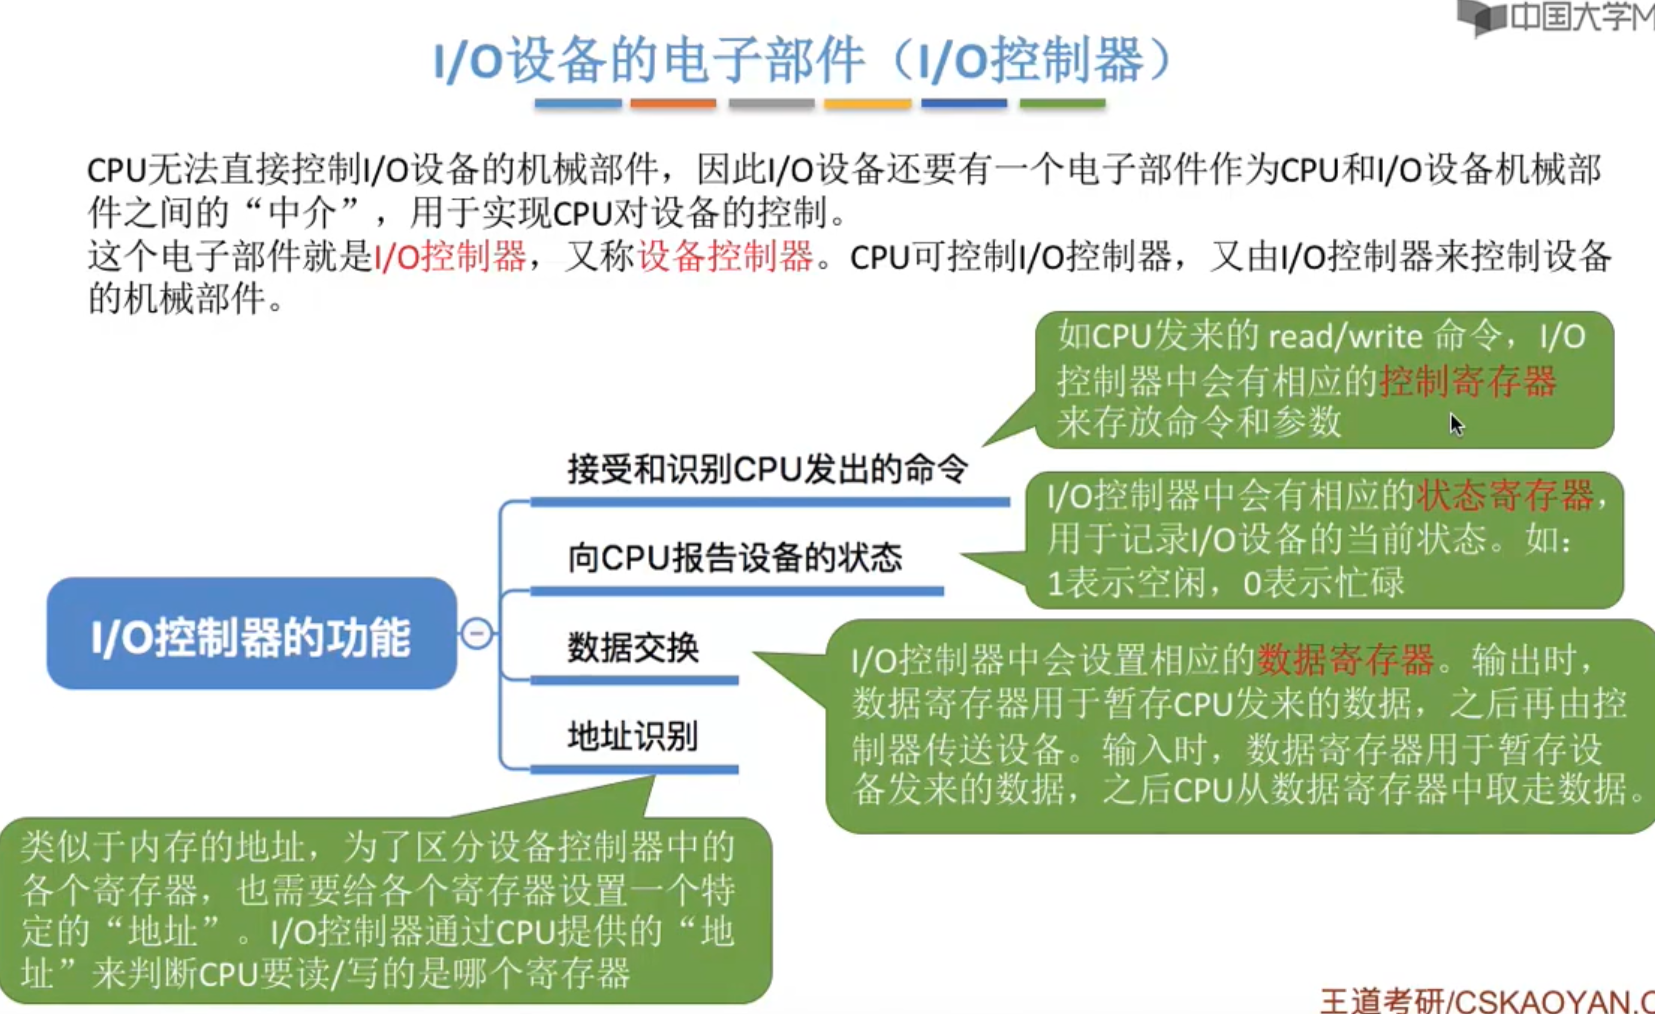 中国大学M
I/O设备的电子部件（I/O控制器）
CPU无法直接控制I/O设备的机械部件，因此I/O设备还要有一个电子部件作为CPU和I/O设备机械部
件之间的“中介”，用于实现CPU对设备的控制。
这个电子部件就是I/O控制器，又称设备控制器。CPU可控制I/O控制器，又由I/O控制器来控制设备
的机械部件。
如CPU发来的 read/write 命令，I/O
控制器中会有相应的控制寄存器
来存放命令和参数
接受和识别CPU发出的命令
I/O控制器中会有相应的状态寄存器，
用于记录I/O设备的当前状态。如：
1表示空闲，0表示忙碌
向CPU报告设备的状态
I/O控制器的功能
数据交换
I/O控制器中会设置相应的数据寄存器。输出时，
数据寄存器用于暂存CPU发来的数据，之后再由控
制器传送设备。输入时，数据寄存器用于暂存设
备发来的数据，之后CPU从数据寄存器中取走数据。
地址识别
类似于内存的地址，为了区分设备控制器中的
各个寄存器，也需要给各个寄存器设置一个特
定的“地址”。I/O控制器通过CPU提供的“地
址”来判断CPU要读/写的是哪个寄存器
王道考研/CSKAOYAN.C